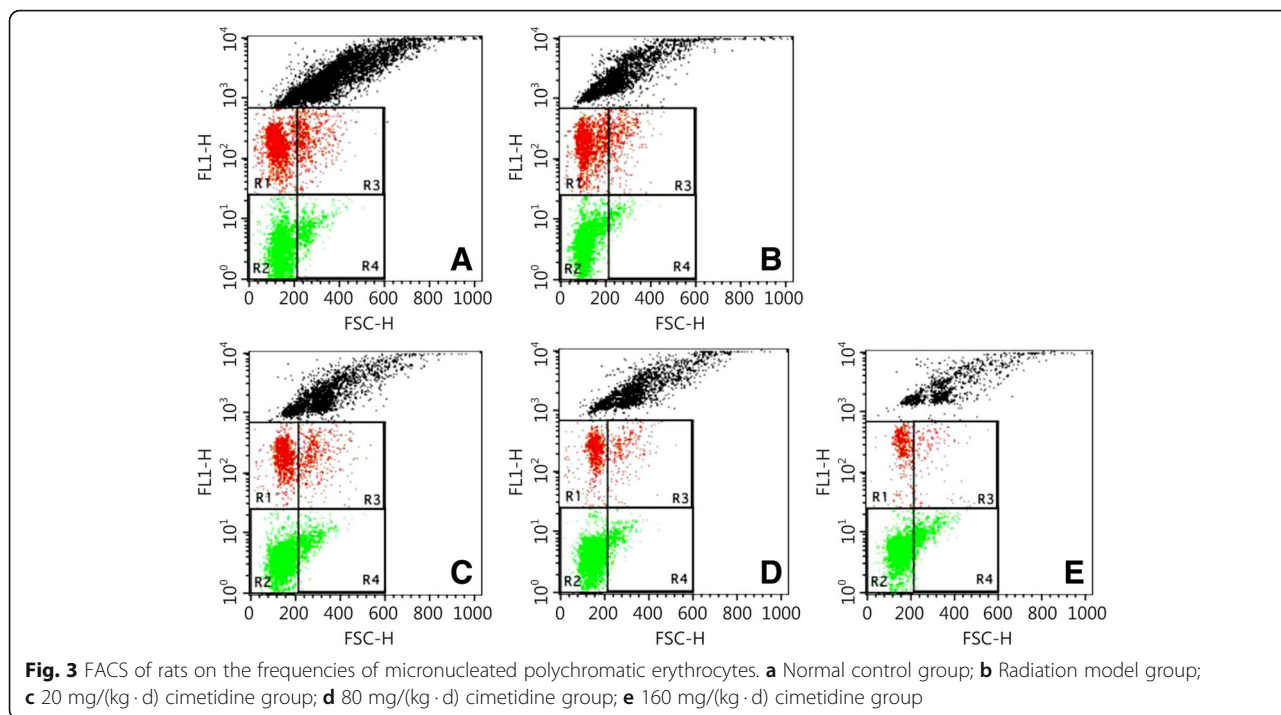 10⁴
10³
10²
10¹
10⁰
FL1-H
R1
R3
R2
R4
A
0 200 400 600 800 1000
FSC-H
10⁴
10³
10²
10¹
10⁰
FL1-H
R1
R3
R2
R4
B
0 200 400 600 800 1000
FSC-H
10⁴
10³
10²
10¹
10⁰
FL1-H
R1
R3
R2
R4
C
0 200 400 600 800 1000
FSC-H
10⁴
10³
10²
10¹
10⁰
FL1-H
R1
R3
R2
R4
D
0 200 400 600 800 1000
FSC-H
10⁴
10³
10²
10¹
10⁰
FL1-H
R1
R3
R2
R4
E
0 200 400 600 800 1000
FSC-H
Fig. 3 FACS of rats on the frequencies of micronucleated polychromatic erythrocytes. a Normal control group; b Radiation model group;
c 20 mg/(kg · d) cimetidine group; d 80 mg/(kg · d) cimetidine group; e 160 mg/(kg · d) cimetidine group